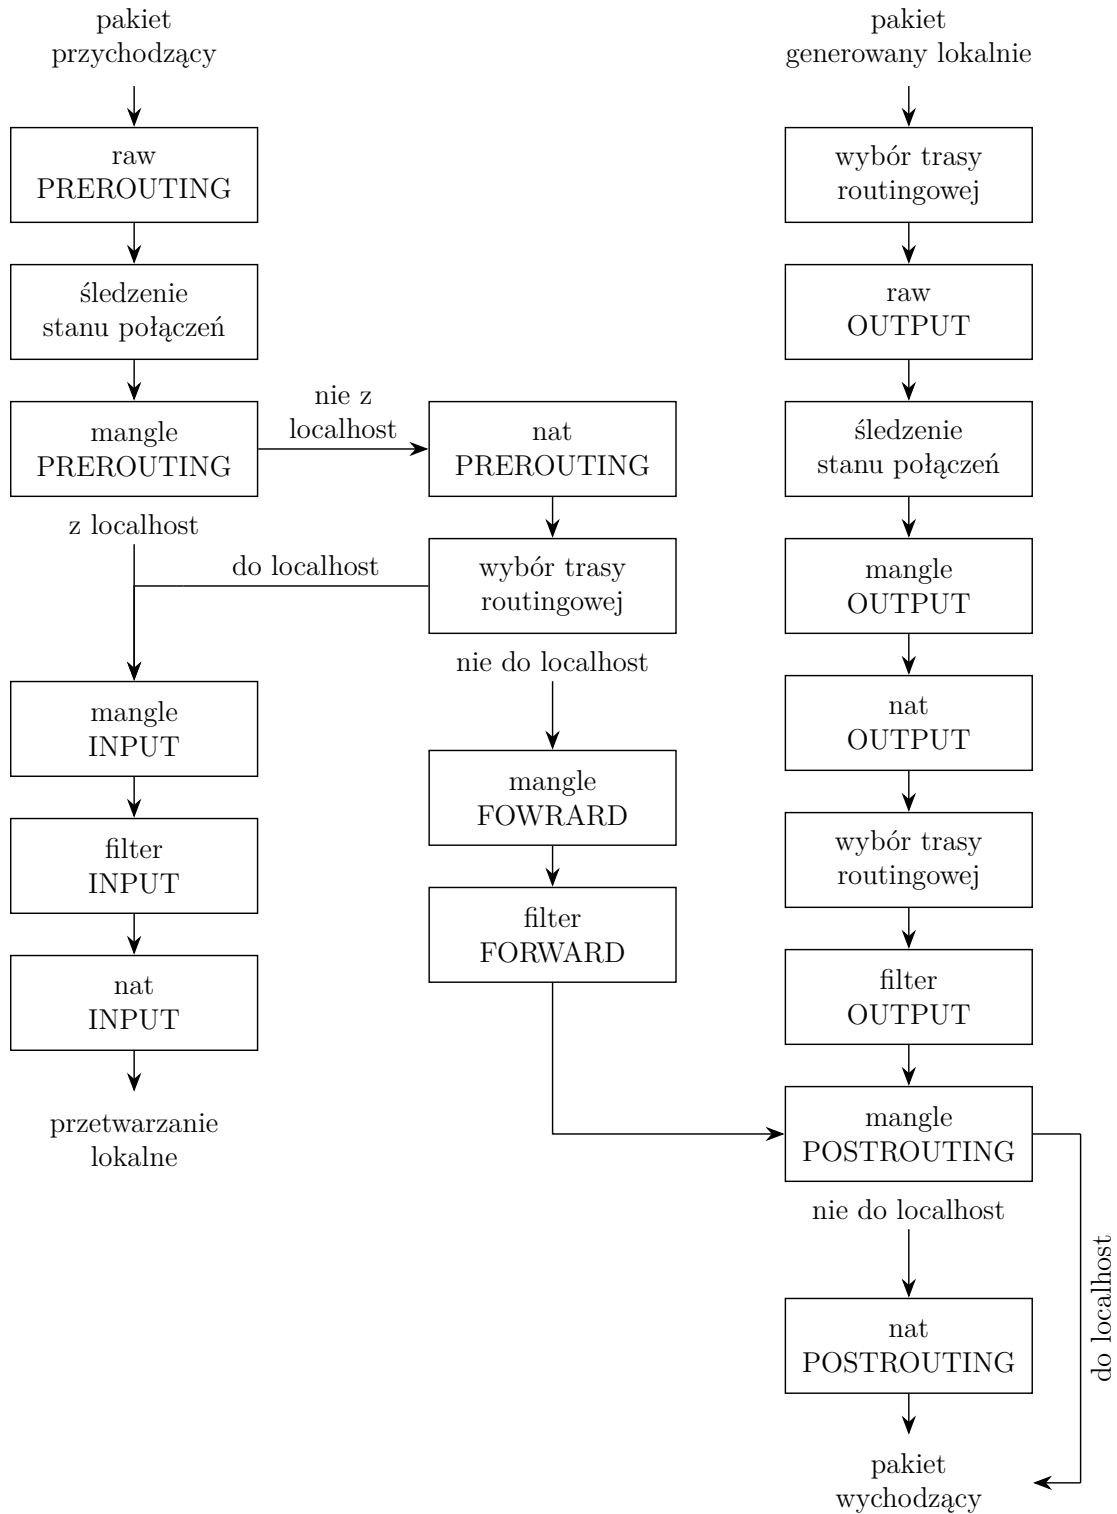 pakiet
przychodzący
raw
PREROUTING
śledzenie
stanu połączeń
mangle
PREROUTING
z localhost
nie z
localhost
nat
PREROUTING
wybór trasy
routingowej
do localhost
mangle
INPUT
filter
INPUT
nat
INPUT
przetwarzanie
lokalne
nie do localhost
mangle
FOWRARD
filter
FORWARD
pakiet
generowany lokalnie
wybór trasy
routingowej
raw
OUTPUT
śledzenie
stanu połączeń
mangle
OUTPUT
nat
OUTPUT
wybór trasy
routingowej
filter
OUTPUT
mangle
POSTROUTING
nie do localhost
nat
POSTROUTING
do localhost
pakiet
wychodzący